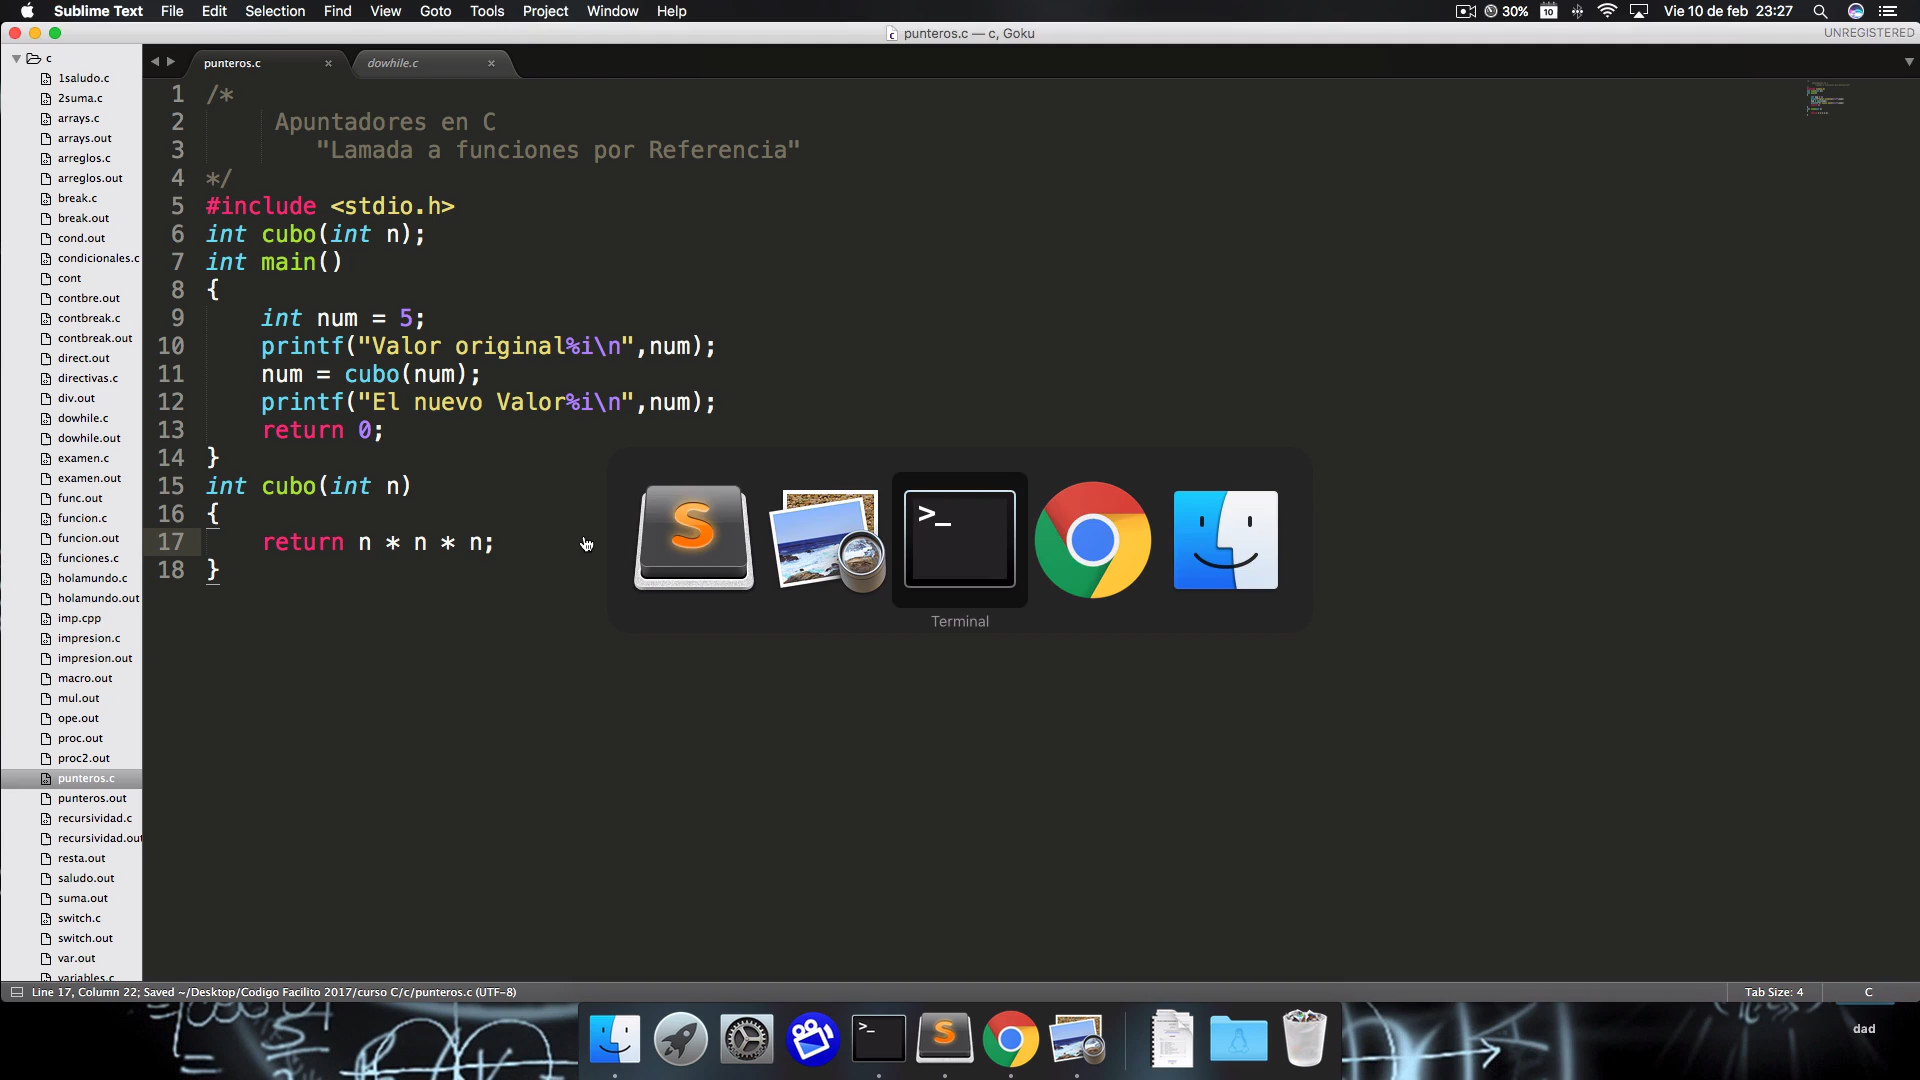 Sublime Text File Edit Selection Find View Goto Tools Project Window Help
30% 10 Vie 10 de feb 23:27
punteros.c — c, Goku
UNREGISTERED
c
1saludo.c
2suma.c
arrays.c
arrays.out
arreglos.c
arreglos.out
break.c
break.out
cond.out
condicionales.c
cont
contbre.out
contbreak.c
contbreak.out
direct.out
directivas.c
div.out
dowhile.c
dowhile.out
examen.c
examen.out
func.out
funcion.c
funcion.out
funciones.c
holamundo.c
holamundo.out
imp.cpp
impresion.c
impresion.out
macro.out
mul.out
ope.out
proc.out
proc2.out
punteros.c
punteros.out
recursividad.c
recursividad.out
resta.out
saludo.out
suma.out
switch.c
switch.out
var.out
variables.c
punteros.c
dowhile.c
1 /*
2 Apuntadores en C
3 "Lamada a funciones por Referencia"
4 */
5 #include <stdio.h>
6 int cubo(int n);
7 int main()
8 {
9 int num = 5;
10 printf("Valor original%i\n",num);
11 num = cubo(num);
12 printf("El nuevo Valor%i\n",num);
13 return 0;
14 }
15 int cubo(int n)
16 {
17 return n * n * n;
18 }
S
>_
Terminal
Line 17, Column 22; Saved ~/Desktop/Codigo Facilito 2017/curso C/c/punteros.c (UTF-8)
Tab Size: 4
C
>_
S
dad